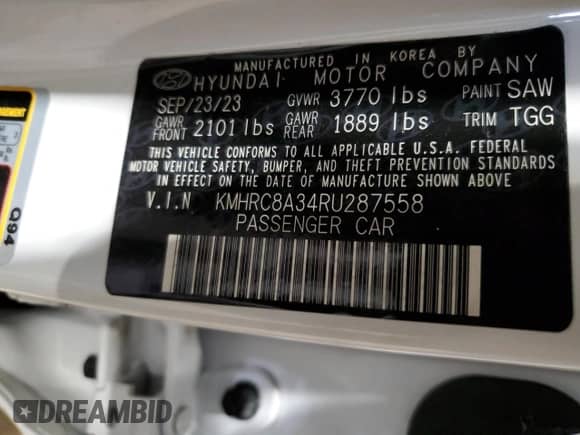 MANUFACTURED IN KOREA BY
HYUNDAI MOTOR COMPANY
SEP/23/23 GVWR 3770 lbs PAINT SAW
GAWR FRONT 2101 lbs GAWR REAR 1889 lbs TRIM TGG
THIS VEHICLE CONFORMS TO ALL APPLICABLE U.S.A. FEDERAL
MOTOR VEHICLE SAFETY, BUMPER, AND THEFT PREVENTION STANDARDS
IN EFFECT ON THE DATE OF MANUFACTURE SHOWN ABOVE
V.I.N KMHRC8A34RU287558
PASSENGER CAR
Q94
DREAMBID